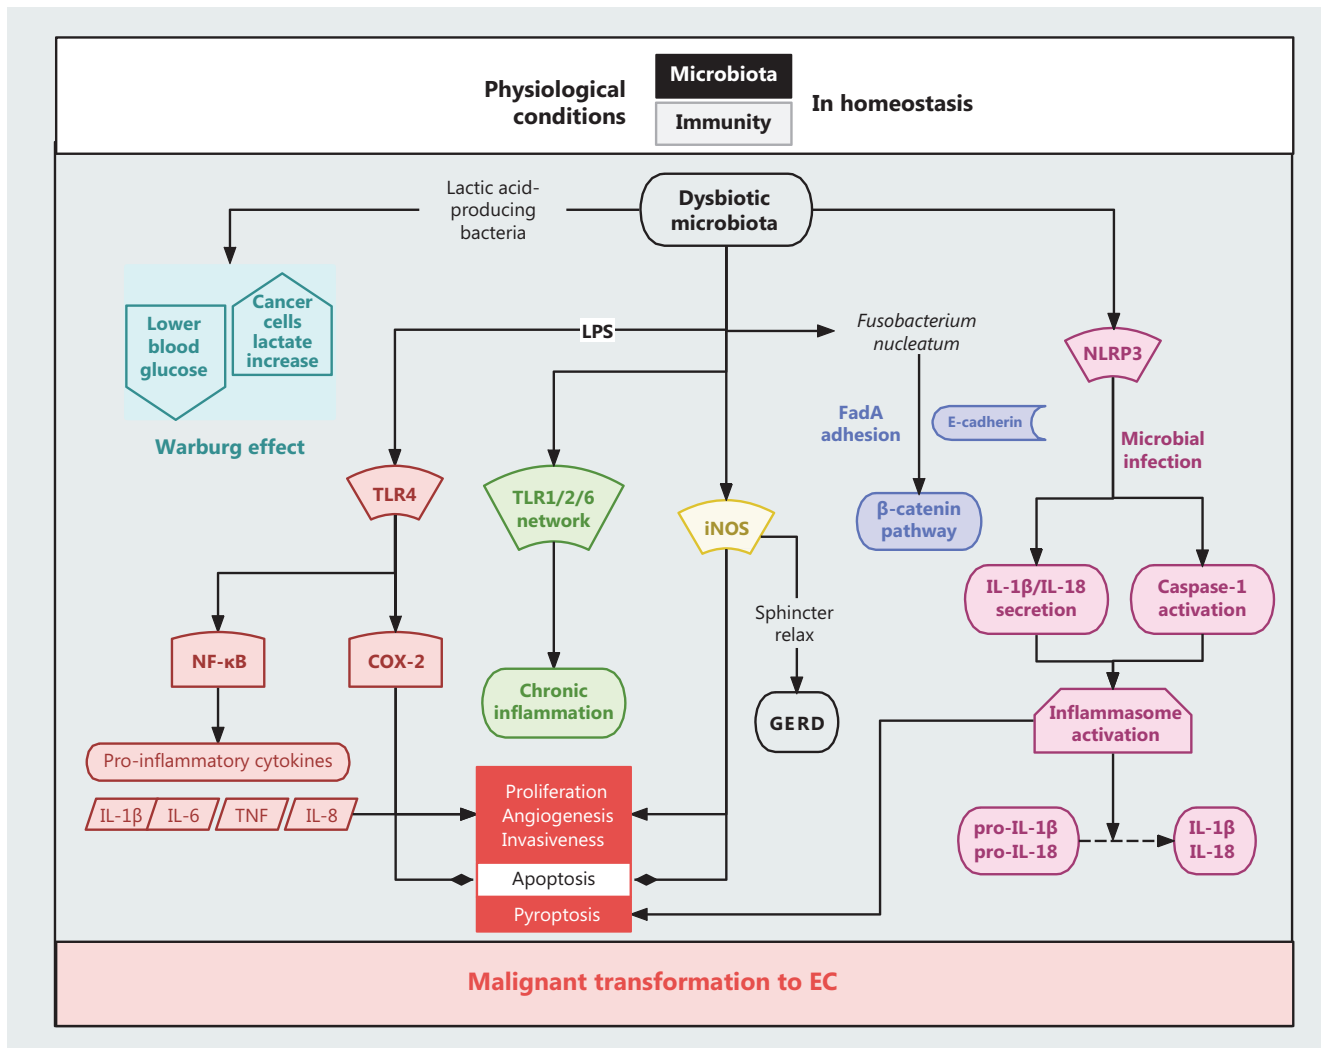 Physiological
conditions
Microbiota
Immunity
In homeostasis
Lactic acid-
producing
bacteria
Dysbiotic
microbiota
Lower
blood
glucose
Cancer
cells
lactate
increase
Warburg effect
LPS
Fusobacterium
nucleatum
NLRP3
FadA
adhesion
E-cadherin
Microbial
infection
TLR4
TLR1/2/6
network
iNOS
β-catenin
pathway
IL-1β/IL-18
secretion
Caspase-1
activation
Sphincter
relax
NF-κB
COX-2
Chronic
inflammation
GERD
Inflammasome
activation
Pro-inflammatory cytokines
IL-1β
IL-6
TNF
IL-8
Proliferation
Angiogenesis
Invasiveness
Apoptosis
Pyroptosis
pro-IL-1β
pro-IL-18
IL-1β
IL-18
Malignant transformation to EC